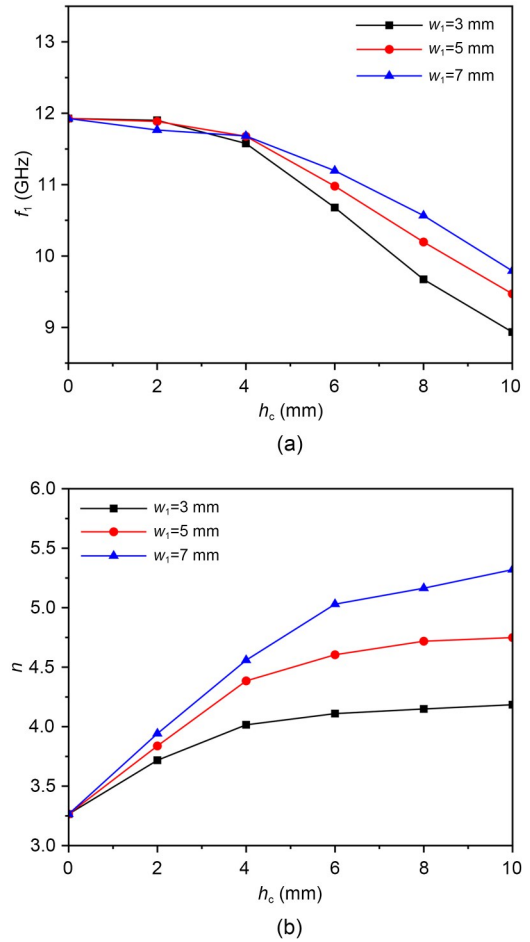 13
12
11
10
9
f₁ (GHz)
w₁=3 mm
w₁=5 mm
w₁=7 mm
0 2 4 6 8 10
h_c (mm)
(a)
6.0
5.5
5.0
4.5
4.0
3.5
3.0
n
w₁=3 mm
w₁=5 mm
w₁=7 mm
0 2 4 6 8 10
h_c (mm)
(b)